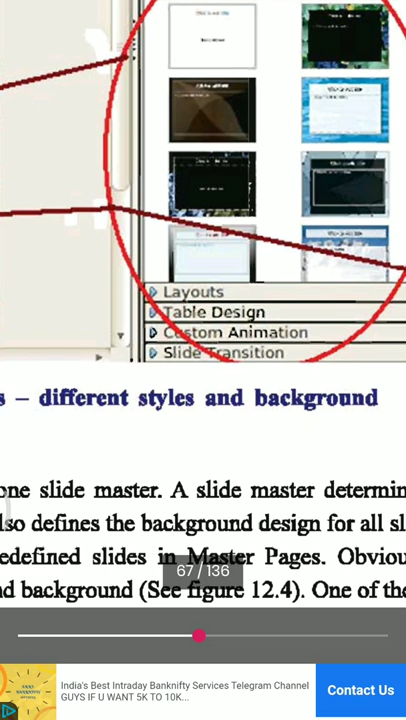 Layouts
Table Design
Custom Animation
Slide Transition
s – different styles and background
one slide master. A slide master determin
lso defines the background design for all sl
edefined slides in Master Pages. Obviou
67 / 136
nd background (See figure 12.4). One of the
India's Best Intraday Banknifty Services Telegram Channel
GUYS IF U WANT 5K TO 10K...
Contact Us